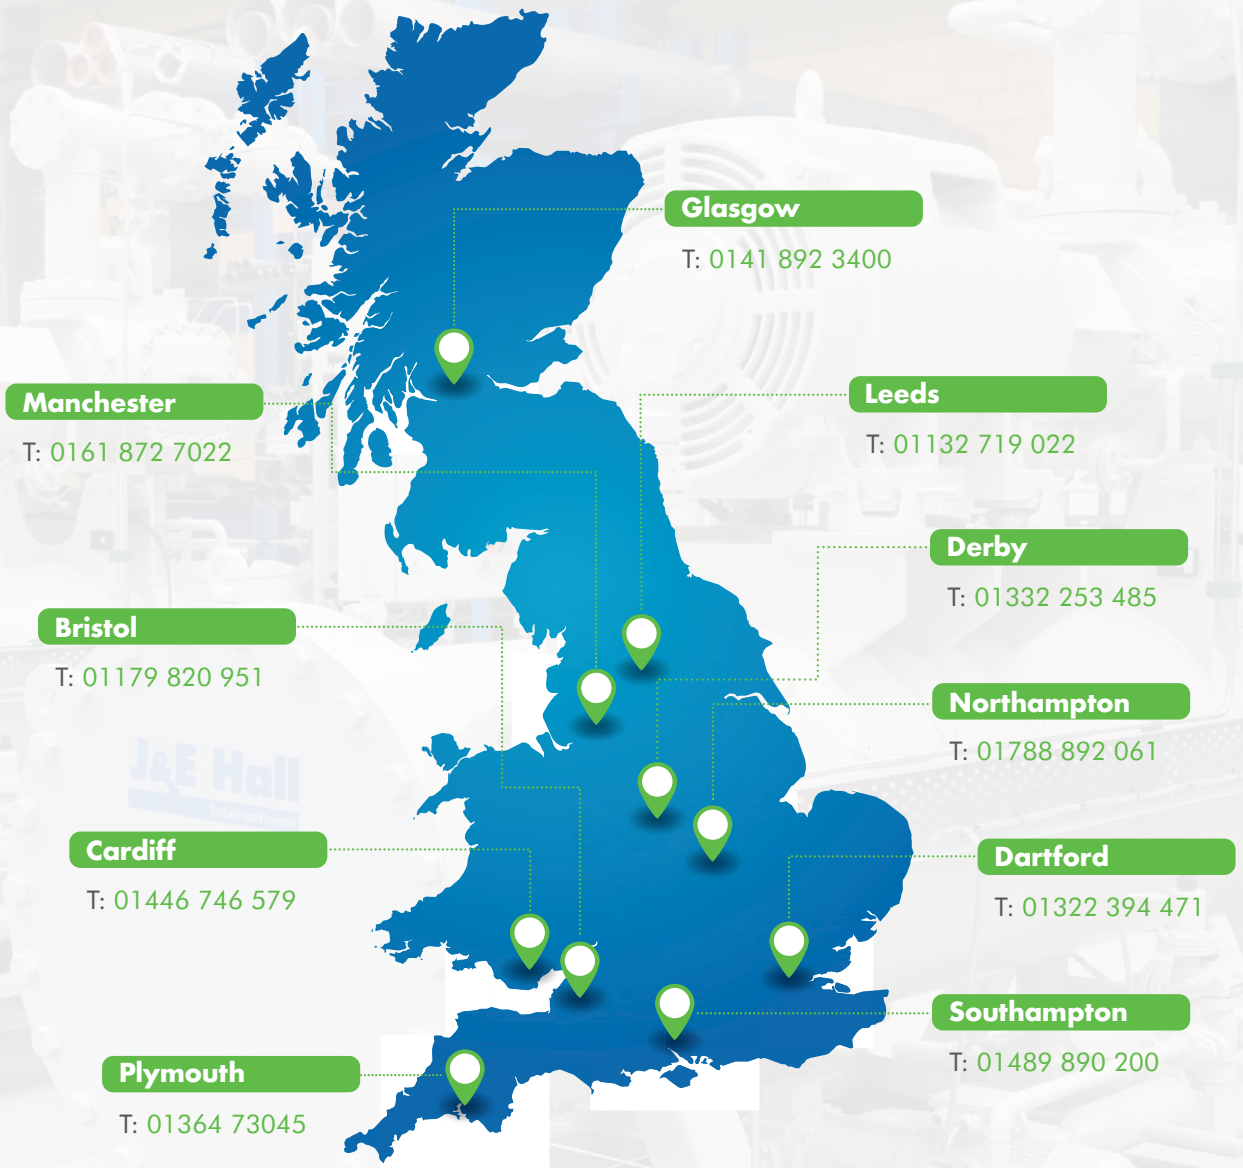 Glasgow
T: 0141 892 3400
Manchester
T: 0161 872 7022
Leeds
T: 01132 719 022
Derby
T: 01332 253 485
Bristol
T: 01179 820 951
Northampton
T: 01788 892 061
J&E Hall
International
Cardiff
T: 01446 746 579
Dartford
T: 01322 394 471
Southampton
T: 01489 890 200
Plymouth
T: 01364 73045